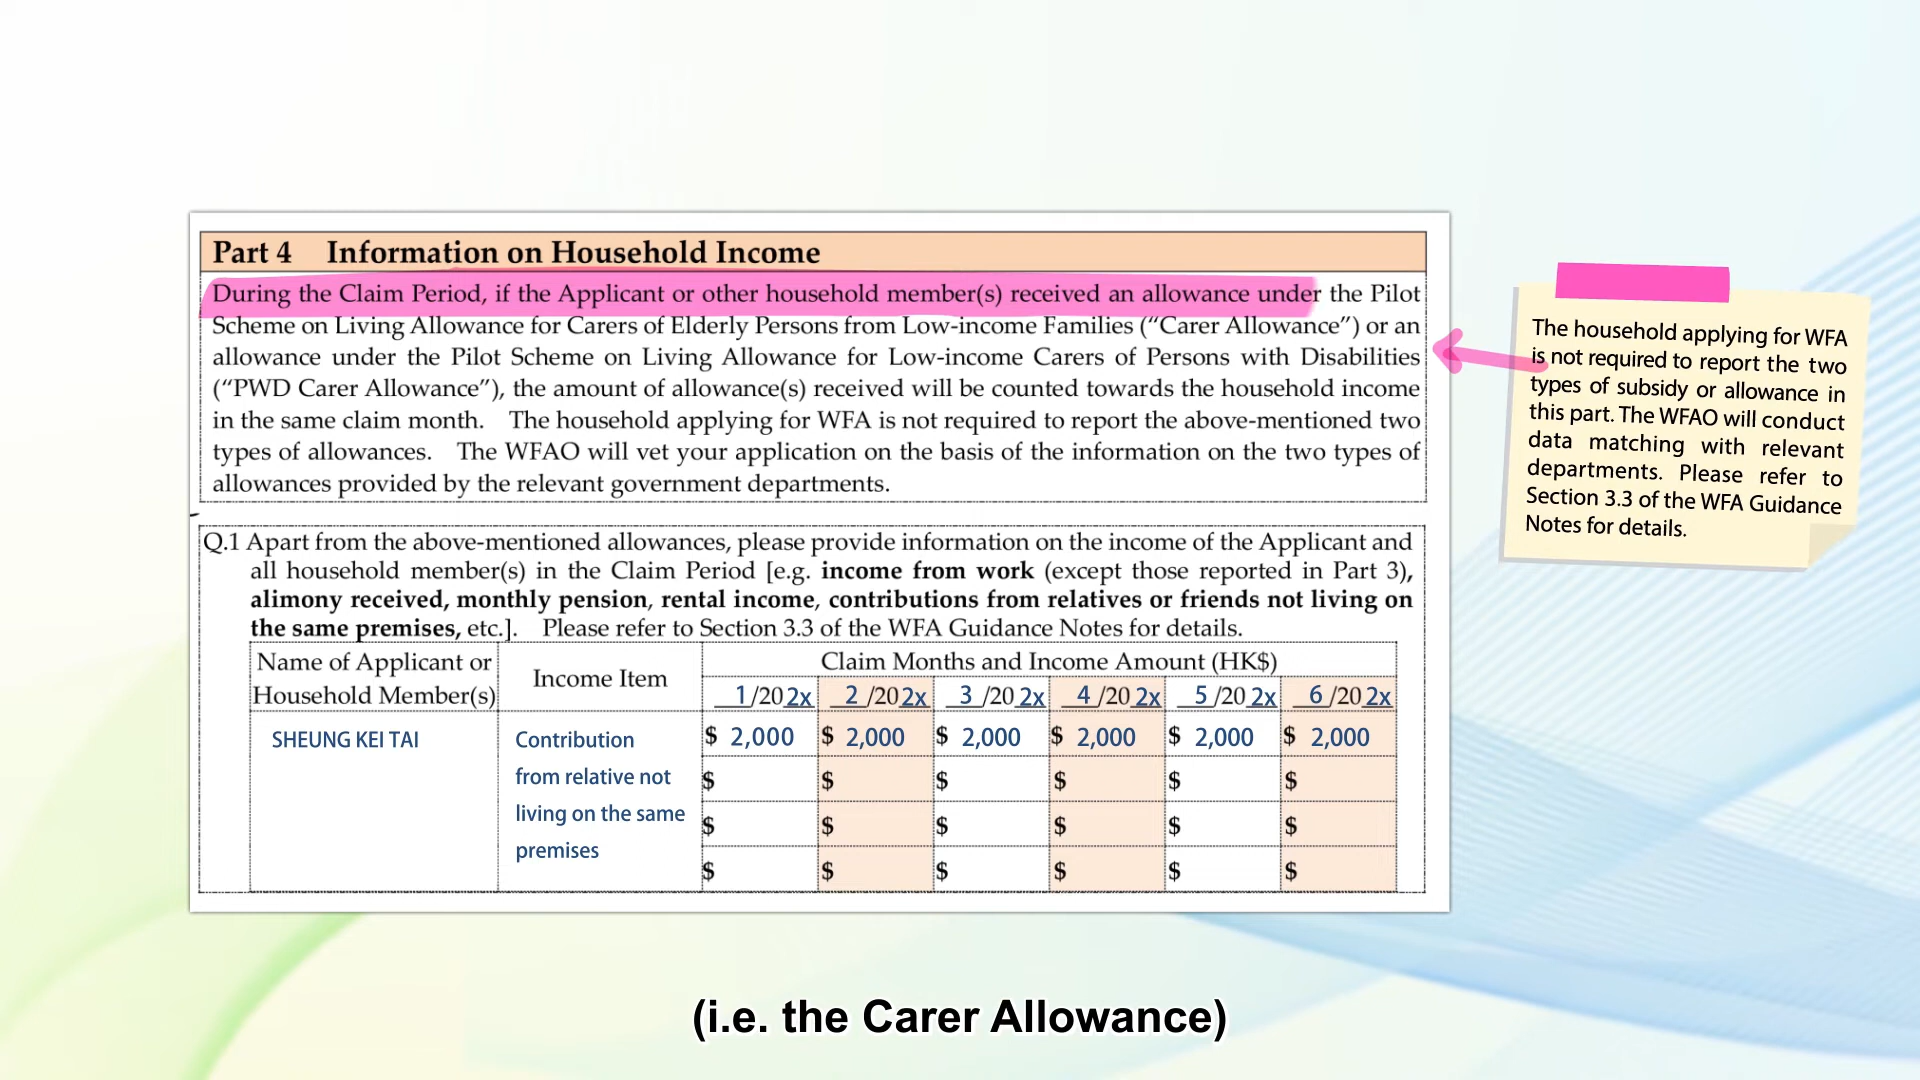 Part 4 Information on Household Income
During the Claim Period, if the Applicant or other household member(s) received an allowance under the Pilot
Scheme on Living Allowance for Carers of Elderly Persons from Low-income Families (“Carer Allowance”) or an
allowance under the Pilot Scheme on Living Allowance for Low-income Carers of Persons with Disabilities
(“PWD Carer Allowance”), the amount of allowance(s) received will be counted towards the household income
in the same claim month. The household applying for WFA is not required to report the above-mentioned two
types of allowances. The WFAO will vet your application on the basis of the information on the two types of
allowances provided by the relevant government departments.
The household applying for WFA
is not required to report the two
types of subsidy or allowance in
this part. The WFAO will conduct
data matching with relevant
departments. Please refer to
Section 3.3 of the WFA Guidance
Notes for details.
Q.1 Apart from the above-mentioned allowances, please provide information on the income of the Applicant and
all household member(s) in the Claim Period [e.g. income from work (except those reported in Part 3),
alimony received, monthly pension, rental income, contributions from relatives or friends not living on
the same premises, etc.]. Please refer to Section 3.3 of the WFA Guidance Notes for details.
Name of Applicant or
Household Member(s)
Income Item
Claim Months and Income Amount (HK$)
1/202x 2/202x 3/202x 4/202x 5/202x 6/202x
SHEUNG KEI TAI
Contribution
from relative not
living on the same
premises
$ 2,000 $ 2,000 $ 2,000 $ 2,000 $ 2,000 $ 2,000
$ $ $ $ $ $
$ $ $ $ $ $
$ $ $ $ $ $
(i.e. the Carer Allowance)